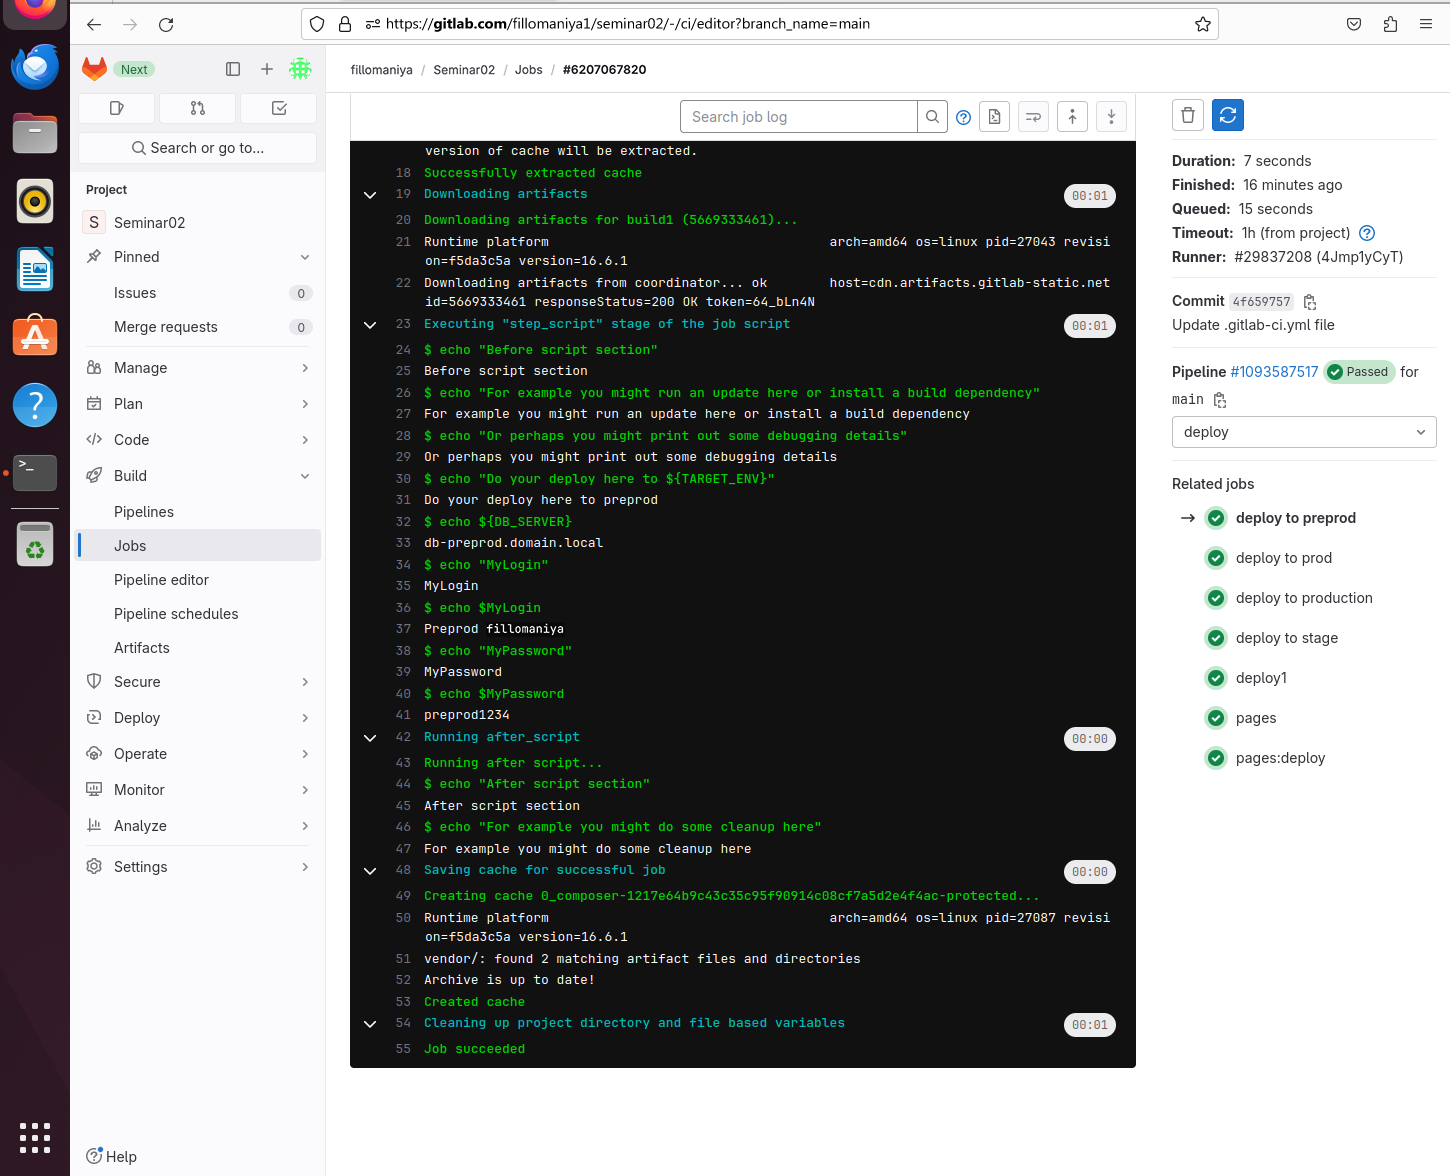 https://gitlab.com/fillomaniya1/seminar02/-/ci/editor?branch_name=main
Next
fillomaniya / Seminar02 / Jobs / #6207067820
Search or go to...
Project
S Seminar02
Pinned
Issues 0
Merge requests 0
Manage
Plan
Code
Build
Pipelines
Jobs
Pipeline editor
Pipeline schedules
Artifacts
Secure
Deploy
Operate
Monitor
Analyze
Settings
Help
Search job log
version of cache will be extracted.
18 Successfully extracted cache
19 Downloading artifacts 00:01
20 Downloading artifacts for build1 (5669333461)...
21 Runtime platform arch=amd64 os=linux pid=27043 revisi
on=f5da3c5a version=16.6.1
22 Downloading artifacts from coordinator... ok host=cdn.artifacts.gitlab-static.net
id=5669333461 responseStatus=200 OK token=64_bLn4N
23 Executing "step_script" stage of the job script 00:01
24 $ echo "Before script section"
25 Before script section
26 $ echo "For example you might run an update here or install a build dependency"
27 For example you might run an update here or install a build dependency
28 $ echo "Or perhaps you might print out some debugging details"
29 Or perhaps you might print out some debugging details
30 $ echo "Do your deploy here to ${TARGET_ENV}"
31 Do your deploy here to preprod
32 $ echo ${DB_SERVER}
33 db-preprod.domain.local
34 $ echo "MyLogin"
35 MyLogin
36 $ echo $MyLogin
37 Preprod fillomaniya
38 $ echo "MyPassword"
39 MyPassword
40 $ echo $MyPassword
41 preprod1234
42 Running after_script 00:00
43 Running after script...
44 $ echo "After script section"
45 After script section
46 $ echo "For example you might do some cleanup here"
47 For example you might do some cleanup here
48 Saving cache for successful job 00:00
49 Creating cache 0_composer-1217e64b9c43c35c95f90914c08cf7a5d2e4f4ac-protected...
50 Runtime platform arch=amd64 os=linux pid=27087 revisi
on=f5da3c5a version=16.6.1
51 vendor/: found 2 matching artifact files and directories
52 Archive is up to date!
53 Created cache
54 Cleaning up project directory and file based variables 00:01
55 Job succeeded
Duration: 7 seconds
Finished: 16 minutes ago
Queued: 15 seconds
Timeout: 1h (from project)
Runner: #29837208 (4Jmp1yCyT)
Commit 4f659757
Update .gitlab-ci.yml file
Pipeline #1093587517 Passed for
main
deploy
Related jobs
→ deploy to preprod
deploy to prod
deploy to production
deploy to stage
deploy1
pages
pages:deploy